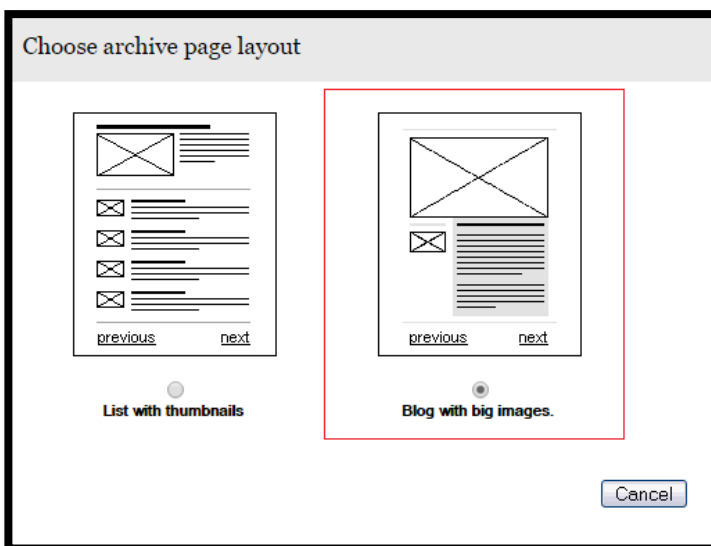 Choose archive page layout
previous next
previous next
List with thumbnails
Blog with big images.
Cancel